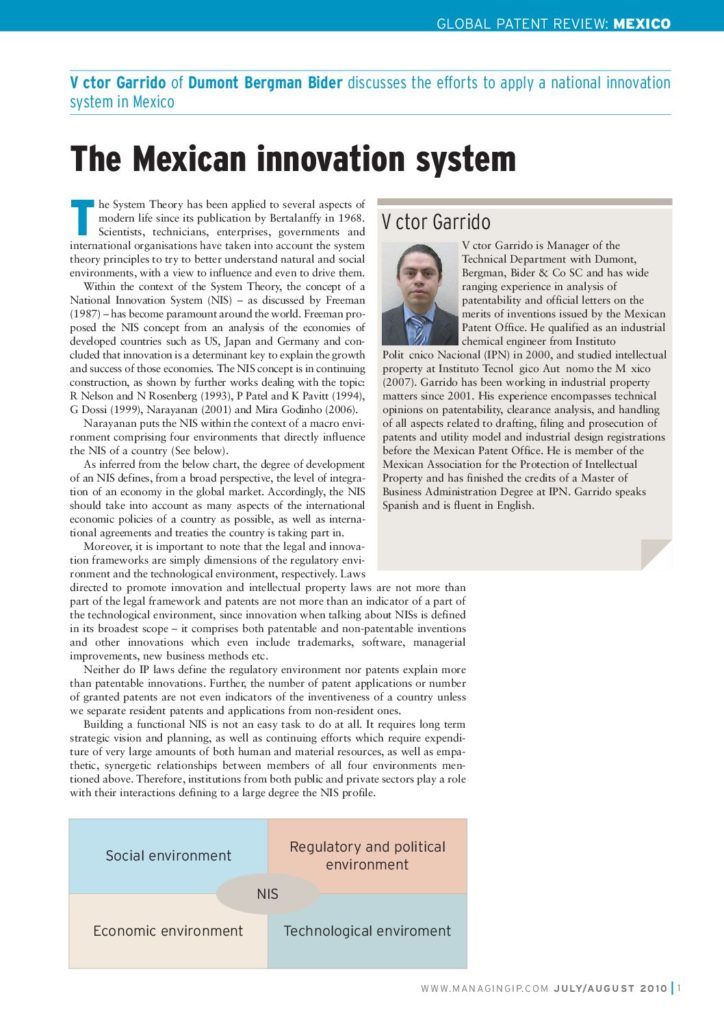 GLOBAL PATENT REVIEW: MEXICO
V ctor Garrido of Dumont Bergman Bider discusses the efforts to apply a national innovation
system in Mexico
The Mexican innovation system
The System Theory has been applied to several aspects of
modern life since its publication by Bertalanffy in 1968.
Scientists, technicians, enterprises, governments and
international organisations have taken into account the system
theory principles to try to better understand natural and social
environments, with a view to influence and even to drive them.
Within the context of the System Theory, the concept of a
National Innovation System (NIS) – as discussed by Freeman
(1987) – has become paramount around the world. Freeman pro-
posed the NIS concept from an analysis of the economies of
developed countries such as US, Japan and Germany and con-
cluded that innovation is a determinant key to explain the growth
and success of those economies. The NIS concept is in continuing
construction, as shown by further works dealing with the topic:
R Nelson and N Rosenberg (1993), P Patel and K Pavitt (1994),
G Dossi (1999), Narayanan (2001) and Mira Godinho (2006).
Narayanan puts the NIS within the context of a macro envi-
ronment comprising four environments that directly influence
the NIS of a country (See below).
As inferred from the below chart, the degree of development
of an NIS defines, from a broad perspective, the level of integra-
tion of an economy in the global market. Accordingly, the NIS
should take into account as many aspects of the international
economic policies of a country as possible, as well as interna-
tional agreements and treaties the country is taking part in.
Moreover, it is important to note that the legal and innova-
tion frameworks are simply dimensions of the regulatory envi-
ronment and the technological environment, respectively. Laws
directed to promote innovation and intellectual property laws are not more than
part of the legal framework and patents are not more than an indicator of a part of
the technological environment, since innovation when talking about NISs is defined
in its broadest scope – it comprises both patentable and non-patentable inventions
and other innovations which even include trademarks, software, managerial
improvements, new business methods etc.
Neither do IP laws define the regulatory environment nor patents explain more
than patentable innovations. Further, the number of patent applications or number
of granted patents are not even indicators of the inventiveness of a country unless
we separate resident patents and applications from non-resident ones.
Building a functional NIS is not an easy task to do at all. It requires long term
strategic vision and planning, as well as continuing efforts which require expendi-
ture of very large amounts of both human and material resources, as well as empa-
thetic, synergetic relationships between members of all four environments men-
tioned above. Therefore, institutions from both public and private sectors play a role
with their interactions defining to a large degree the NIS profile.
V ctor Garrido
V ctor Garrido is Manager of the
Technical Department with Dumont,
Bergman, Bider & Co SC and has wide
ranging experience in analysis of
patentability and official letters on the
merits of inventions issued by the Mexican
Patent Office. He qualified as an industrial
chemical engineer from Instituto
Polit cnico Nacional (IPN) in 2000, and studied intellectual
property at Instituto Tecnol gico Aut nomo the M xico
(2007). Garrido has been working in industrial property
matters since 2001. His experience encompasses technical
opinions on patentability, clearance analysis, and handling
of all aspects related to drafting, filing and prosecution of
patents and utility model and industrial design registrations
before the Mexican Patent Office. He is member of the
Mexican Association for the Protection of Intellectual
Property and has finished the credits of a Master of
Business Administration Degree at IPN. Garrido speaks
Spanish and is fluent in English.
Social environment
Regulatory and political
environment
NIS
Economic environment
Technological enviroment
WWW.MANAGINGIP.COM JULY/AUGUST 2010 1